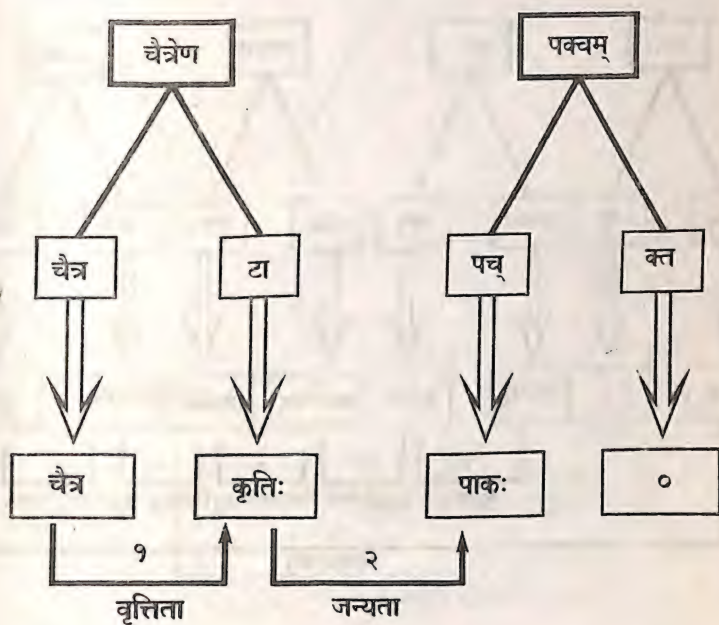 चैत्रेण पक्वम्
चैत्र टा पच् क्त
चैत्र कृतिः पाकः ०
१ २
वृत्तिता जन्यता